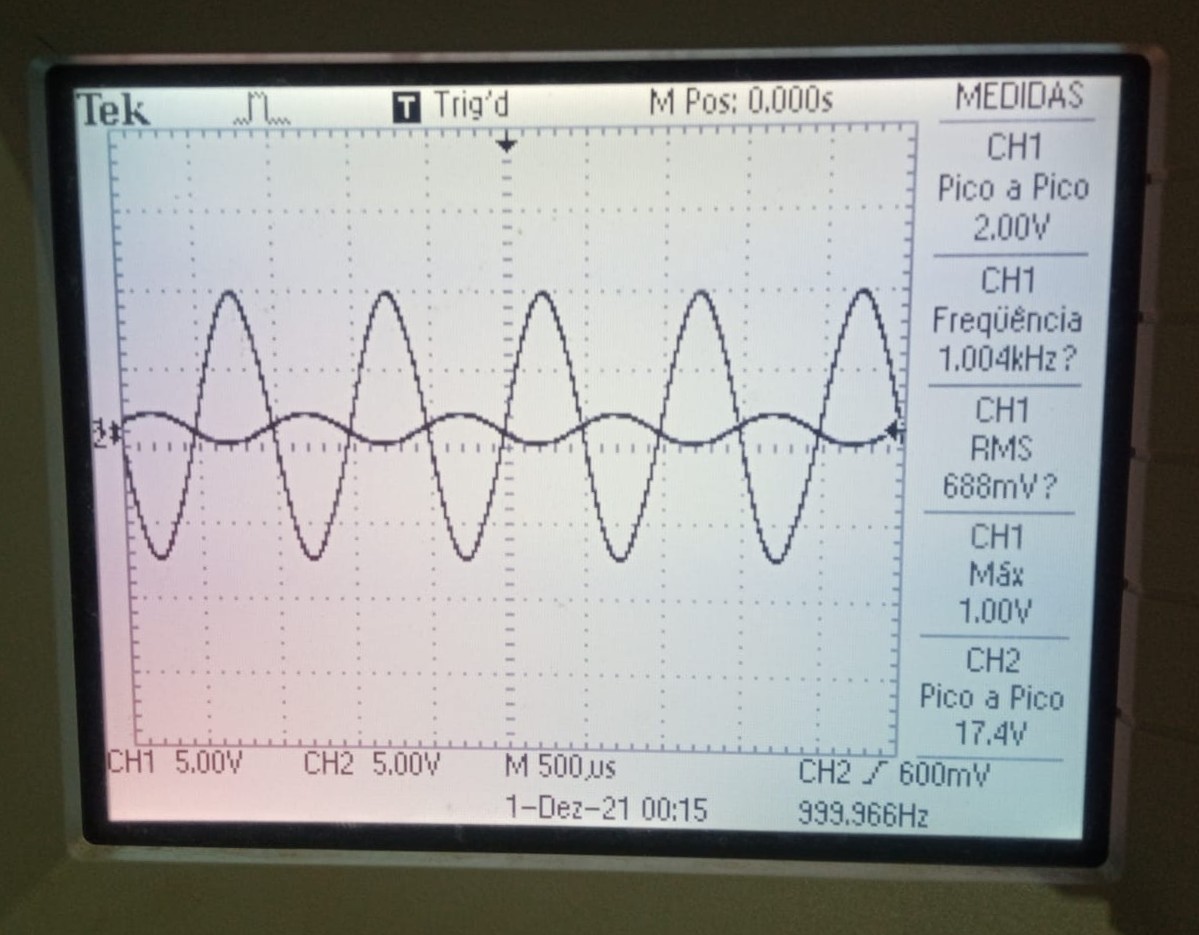 Tek T Trig'd M Pos: 0.000s MEDIDAS
CH1
Pico a Pico
2.00V
CH1
Freqüência
1.004kHz?
CH1
RMS
688mV?
CH1
Máx
1.00V
CH2
Pico a Pico
17.4V
2
CH1 5.00V CH2 5.00V M 500µs CH2 600mV
1-Dez-21 00:15 999.966Hz